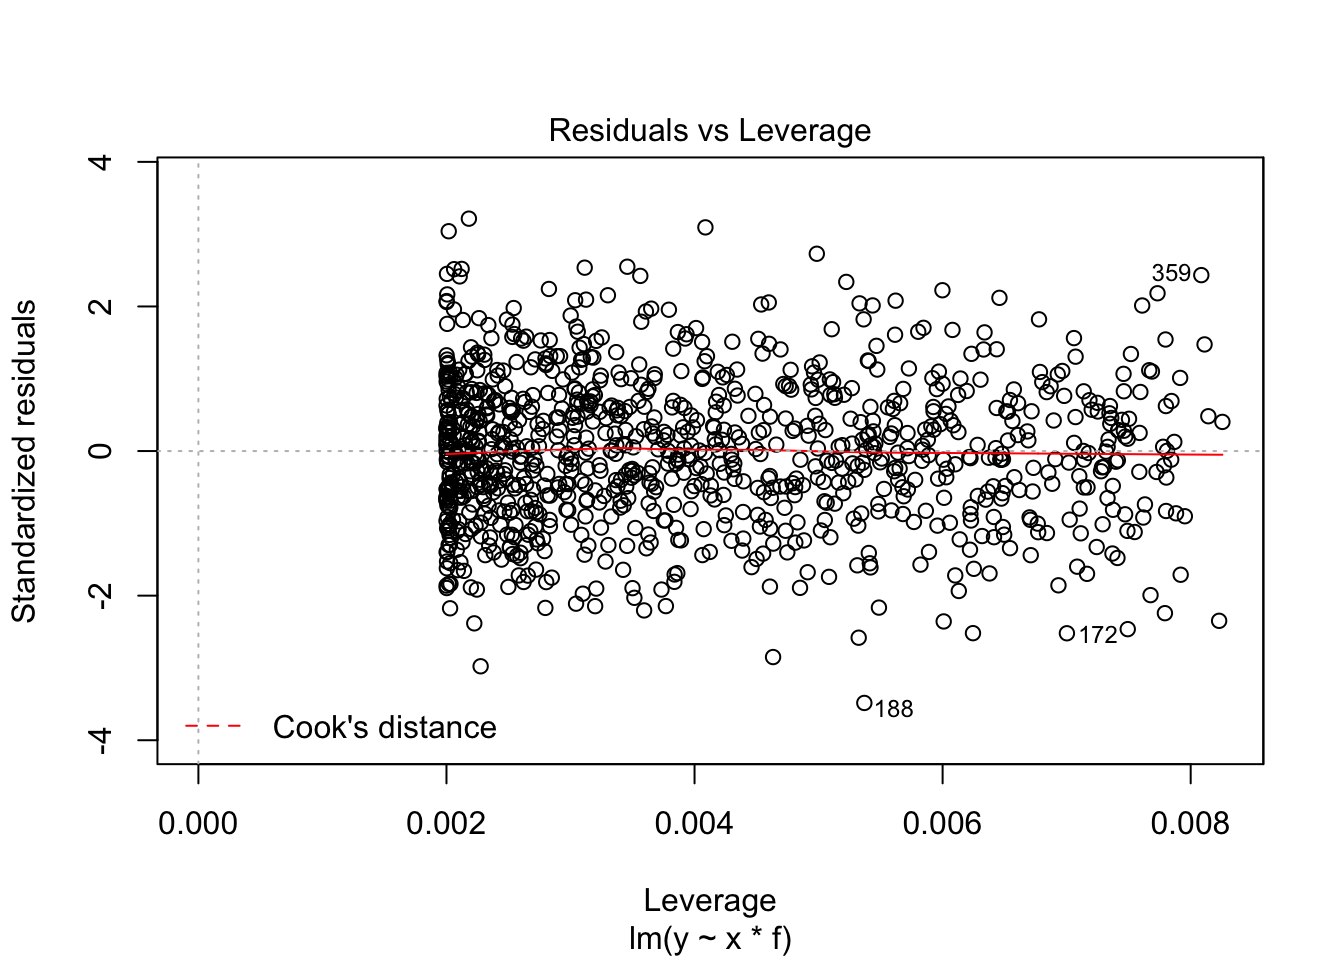 Residuals vs Leverage
4
2
0
-2
-4
Standardized residuals
359
172
188
Cook's distance
0.000 0.002 0.004 0.006 0.008
Leverage
lm(y ~ x * f)